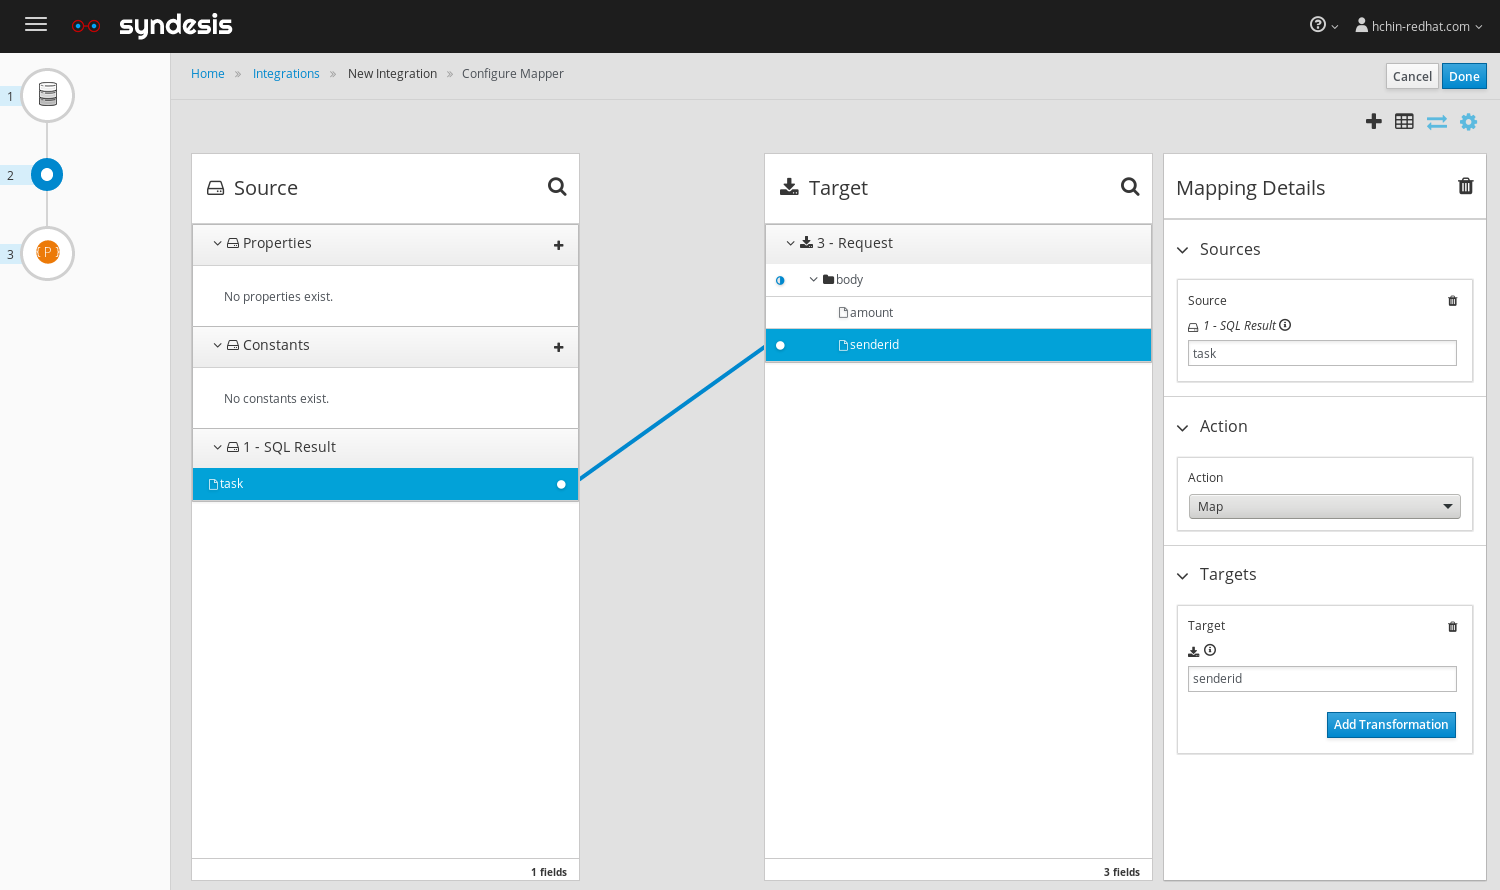 syndesis
hchin-redhat.com
1
2
3
Home » Integrations » New Integration » Configure Mapper
Cancel
Done
Source
Properties
No properties exist.
Constants
No constants exist.
1 - SQL Result
task
1 fields
Target
3 - Request
body
amount
senderid
3 fields
Mapping Details
Sources
Source
1 - SQL Result
task
Action
Action
Map
Targets
Target
senderid
Add Transformation